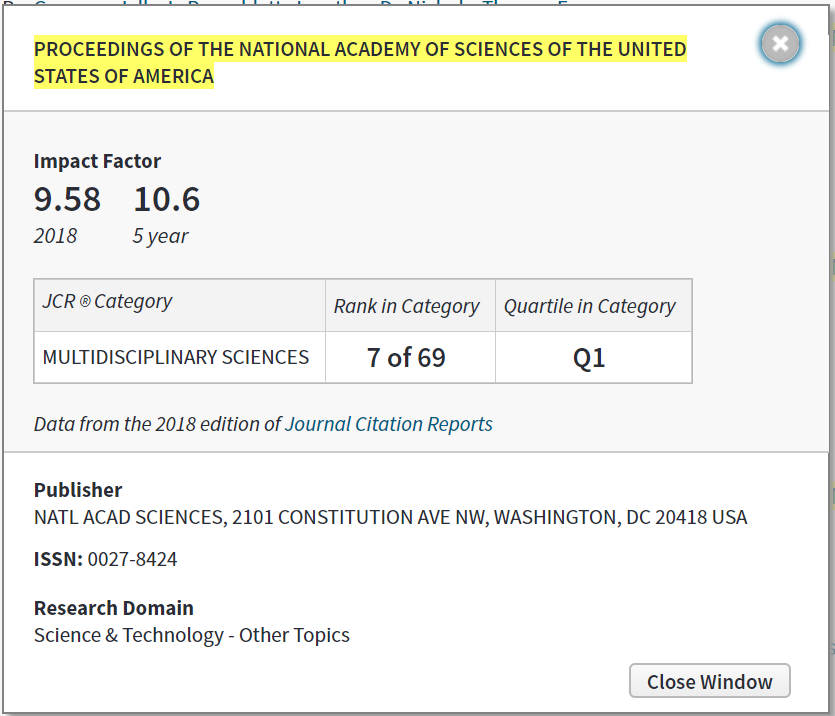 PROCEEDINGS OF THE NATIONAL ACADEMY OF SCIENCES OF THE UNITED
STATES OF AMERICA
Impact Factor
9.58 10.6
2018 5 year
JCR ® Category Rank in Category Quartile in Category
MULTIDISCIPLINARY SCIENCES 7 of 69 Q1
Data from the 2018 edition of Journal Citation Reports
Publisher
NATL ACAD SCIENCES, 2101 CONSTITUTION AVE NW, WASHINGTON, DC 20418 USA
ISSN: 0027-8424
Research Domain
Science & Technology - Other Topics
Close Window